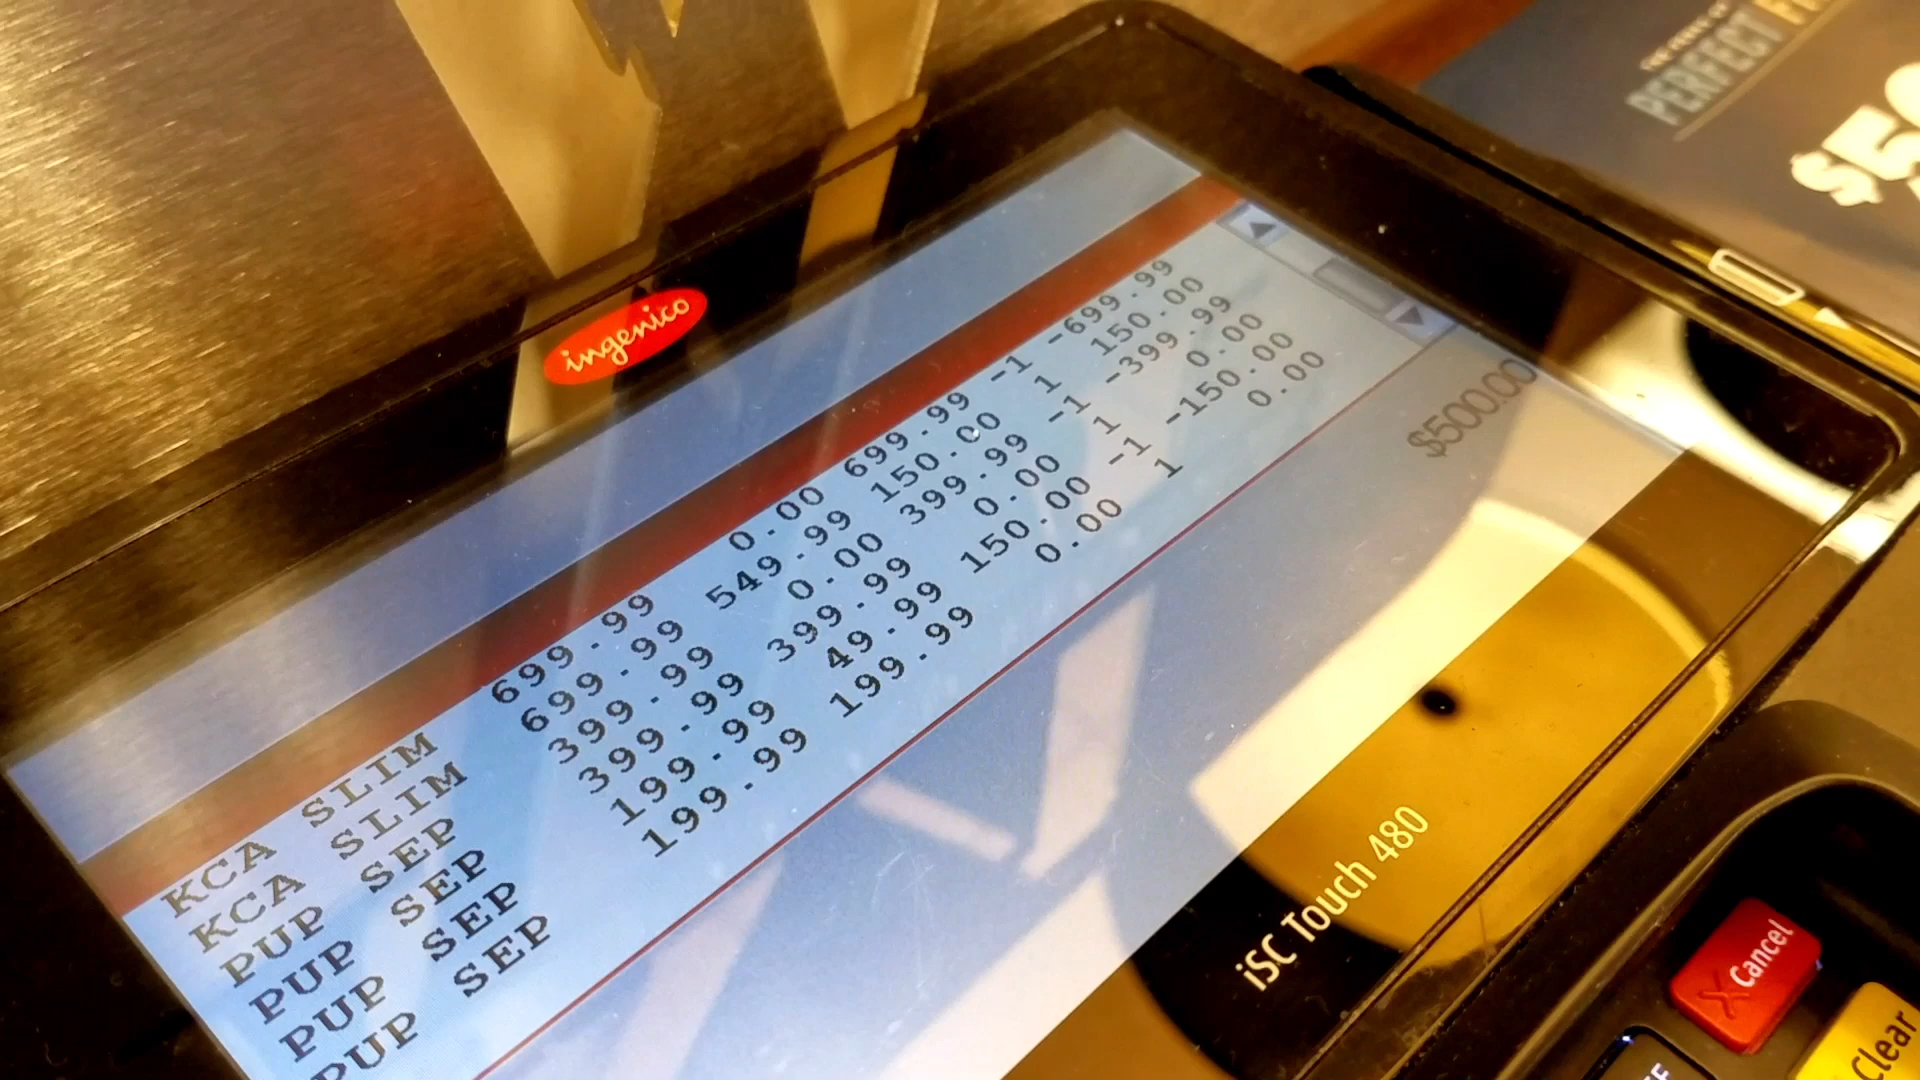 PERFECT
$50
ingenico
KCA SLIM 699.99 0.00 699.99 -1 -699.99
KCA SLIM 699.99 549.99 150.00 1 150.00
PUP SEP 399.99 0.00 399.99 -1 -399.99
PUP SEP 399.99 399.99 0.00 1 0.00
PUP SEP 199.99 49.99 150.00 -1 -150.00
PUP SEP 199.99 199.99 0.00 1 0.00
$500.00
iSC Touch 480
X Cancel
Clear